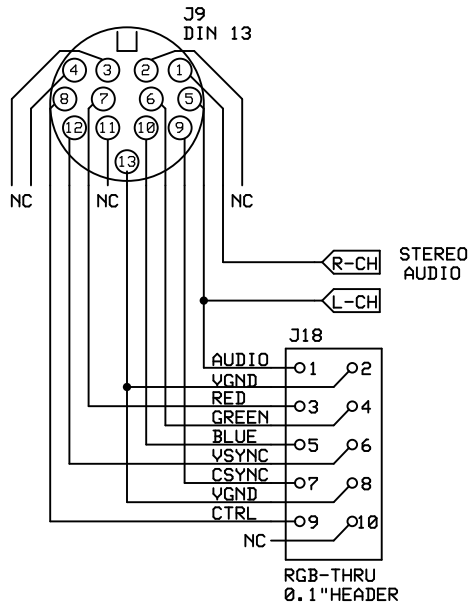 J9
DIN 13
4 3 2 1
8 7 6 5
12 11 10 9
13
NC NC NC
R-CH
STEREO
AUDIO
L-CH
J18
AUDIO
1 2
VGND
RED
3 4
GREEN
BLUE
5 6
VSYNC
CSYNC
7 8
VGND
CTRL
9 10
NC
RGB-THRU
0.1"HEADER